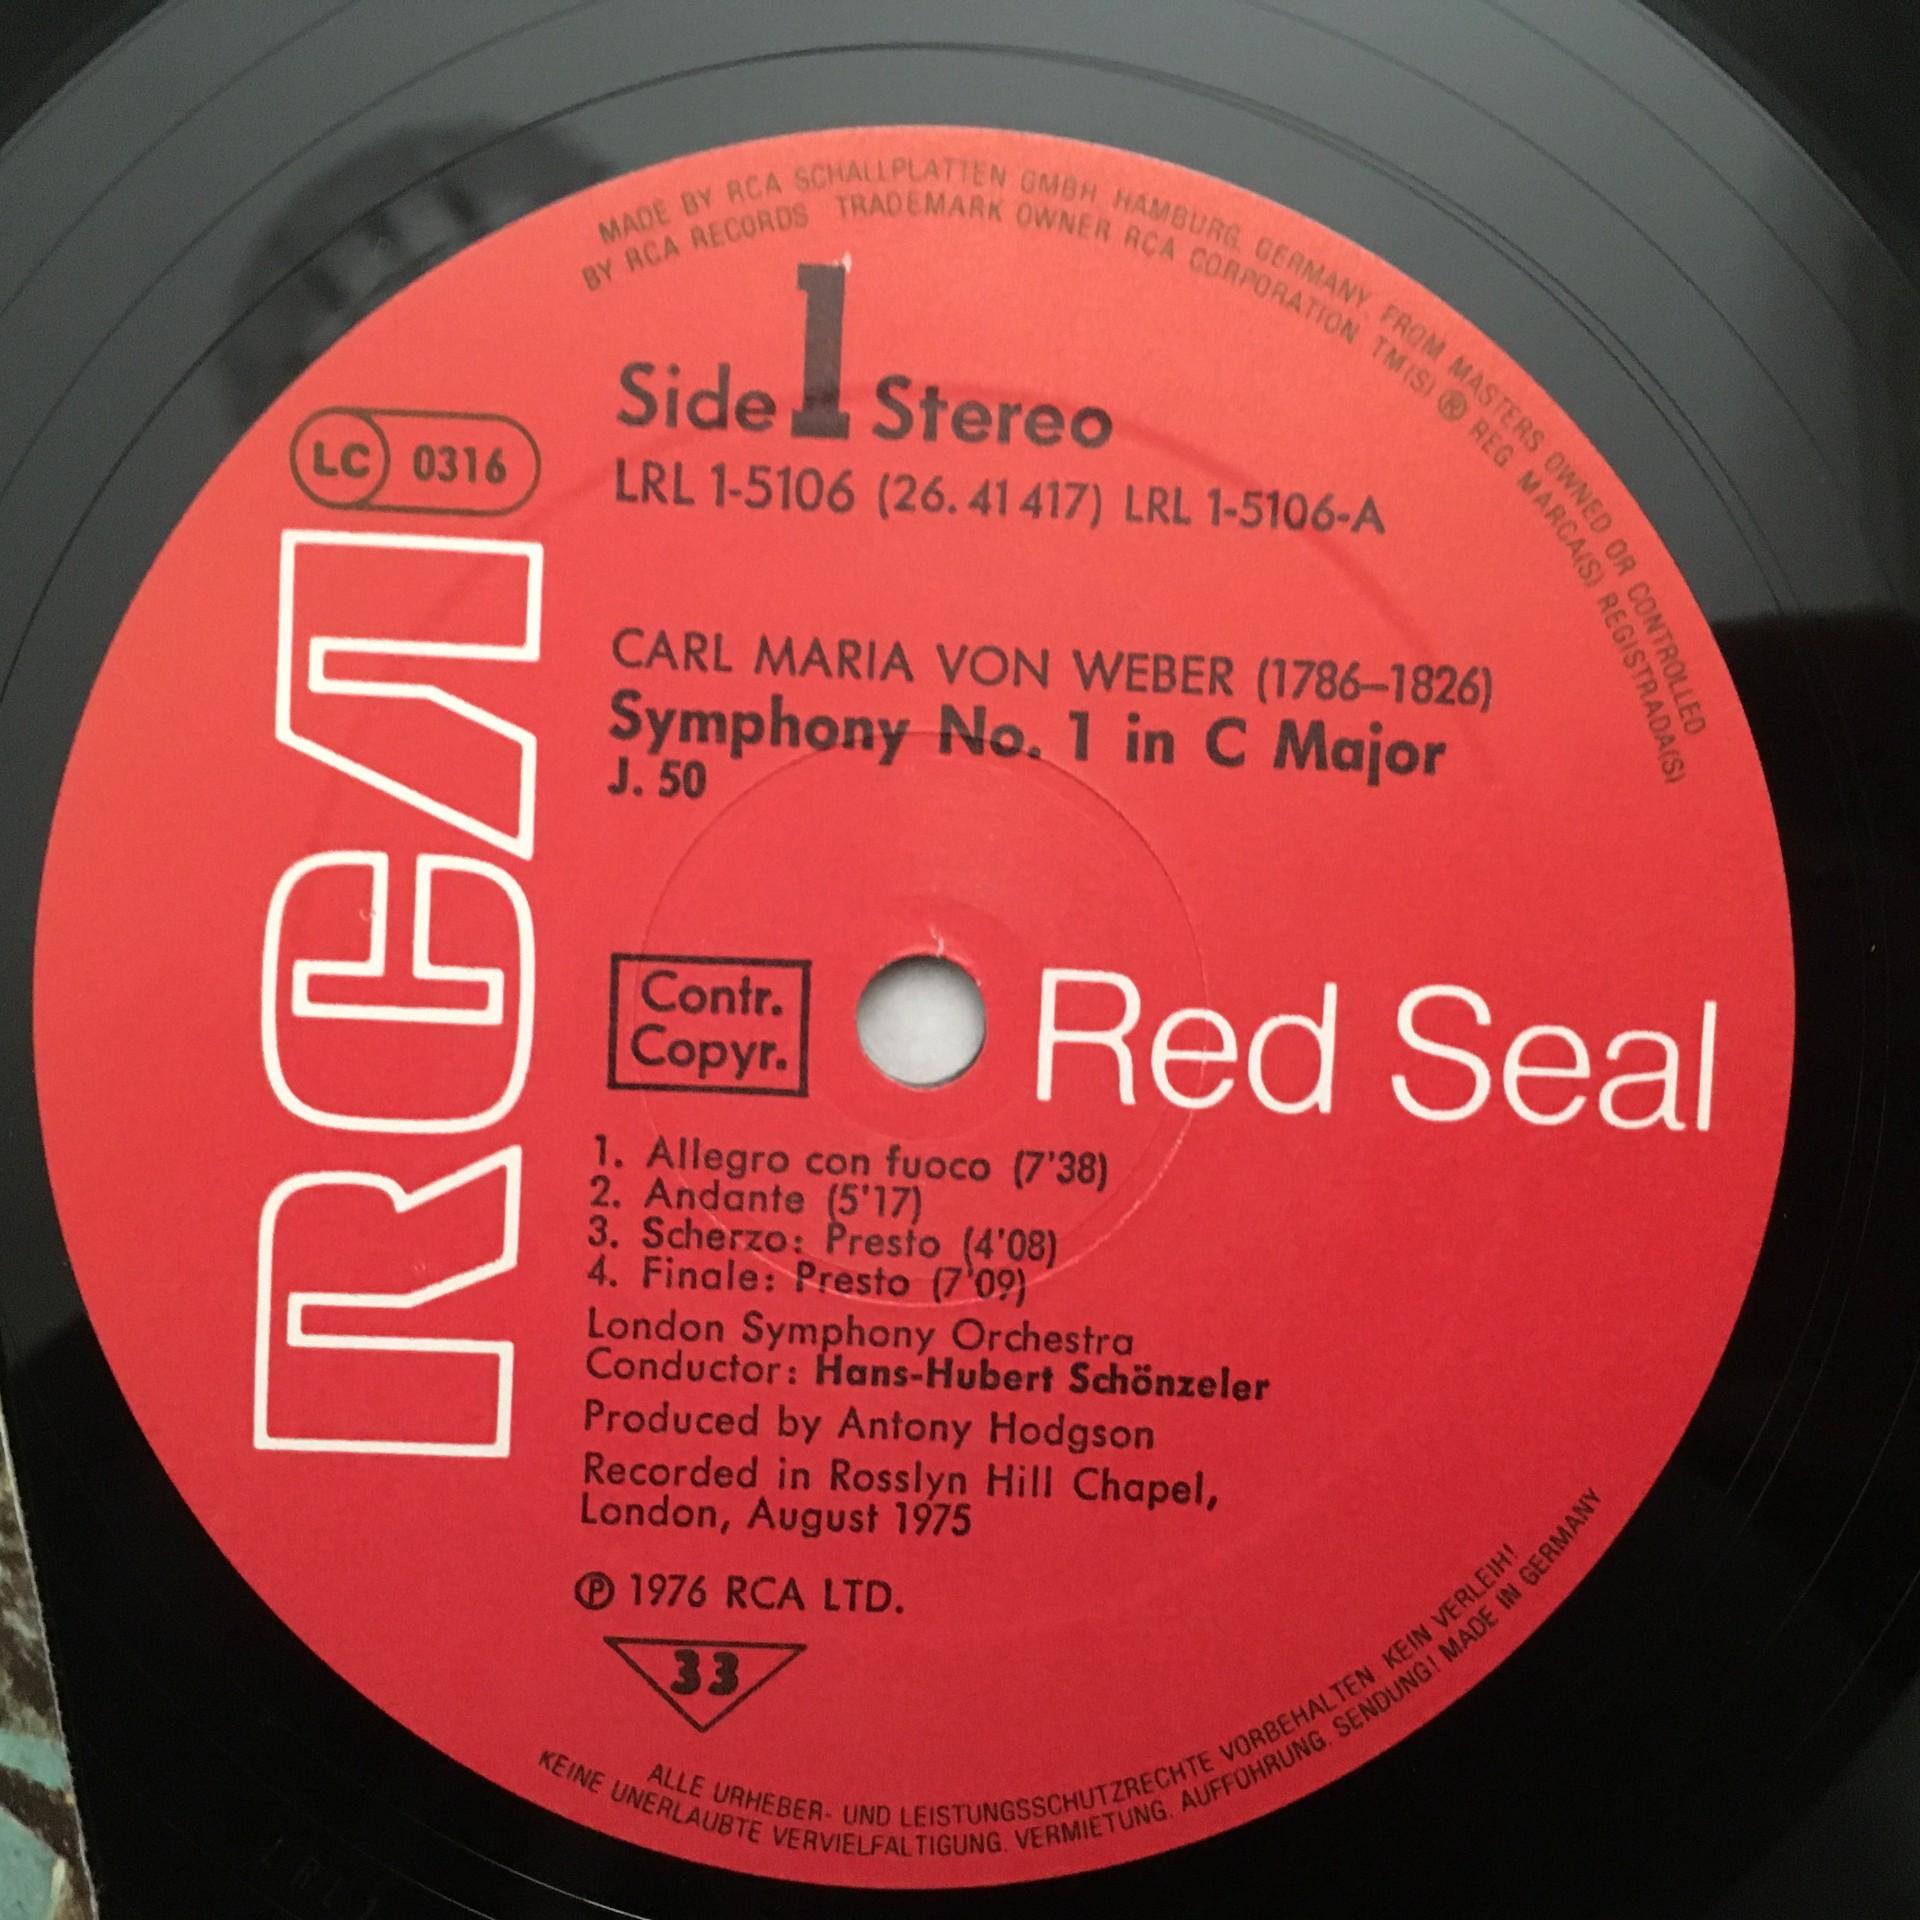 MADE BY RCA SCHALLPLATTEN GMBH HAMBURG, GERMANY. FROM MASTERS OWNED OR CONTROLLED
BY RCA RECORDS TRADEMARK OWNER RCA CORPORATION TM(S) ® REG. MARCA(S) REGISTRADA(S)
Side 1 Stereo
LC 0316
LRL 1-5106 (26.41417) LRL 1-5106-A
RCA
CARL MARIA VON WEBER (1786–1826)
Symphony No. 1 in C Major
J. 50
Contr.
Copyr.
Red Seal
1. Allegro con fuoco (7'38)
2. Andante (5'17)
3. Scherzo: Presto (4'08)
4. Finale: Presto (7'09)
London Symphony Orchestra
Conductor: Hans-Hubert Schönzeler
Produced by Antony Hodgson
Recorded in Rosslyn Hill Chapel,
London, August 1975
℗ 1976 RCA LTD.
33
ALLE URHEBER- UND LEISTUNGSSCHUTZRECHTE VORBEHALTEN. KEIN VERLEIH!
KEINE UNERLAUBTE VERVIELFALTIGUNG. VERMIETUNG. AUFFÖHRUNG. SENDUNG! MADE IN GERMANY